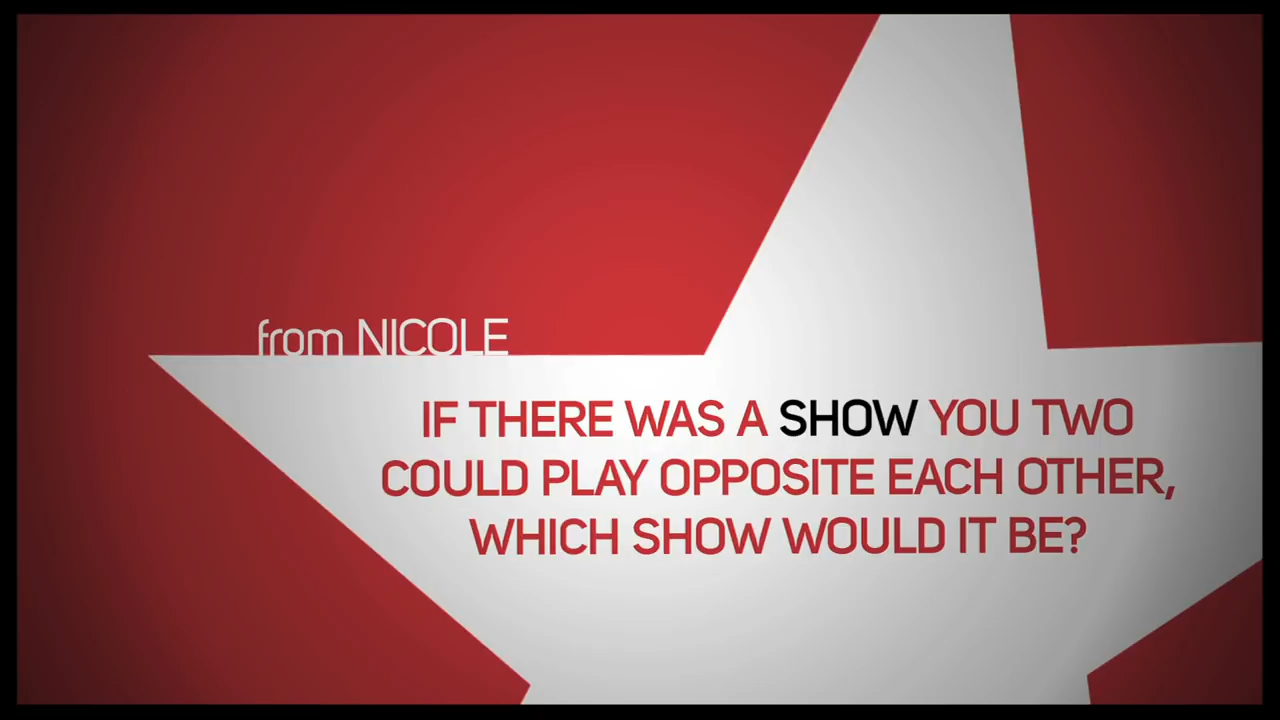 from NICOLE
IF THERE WAS A SHOW YOU TWO
COULD PLAY OPPOSITE EACH OTHER,
WHICH SHOW WOULD IT BE?